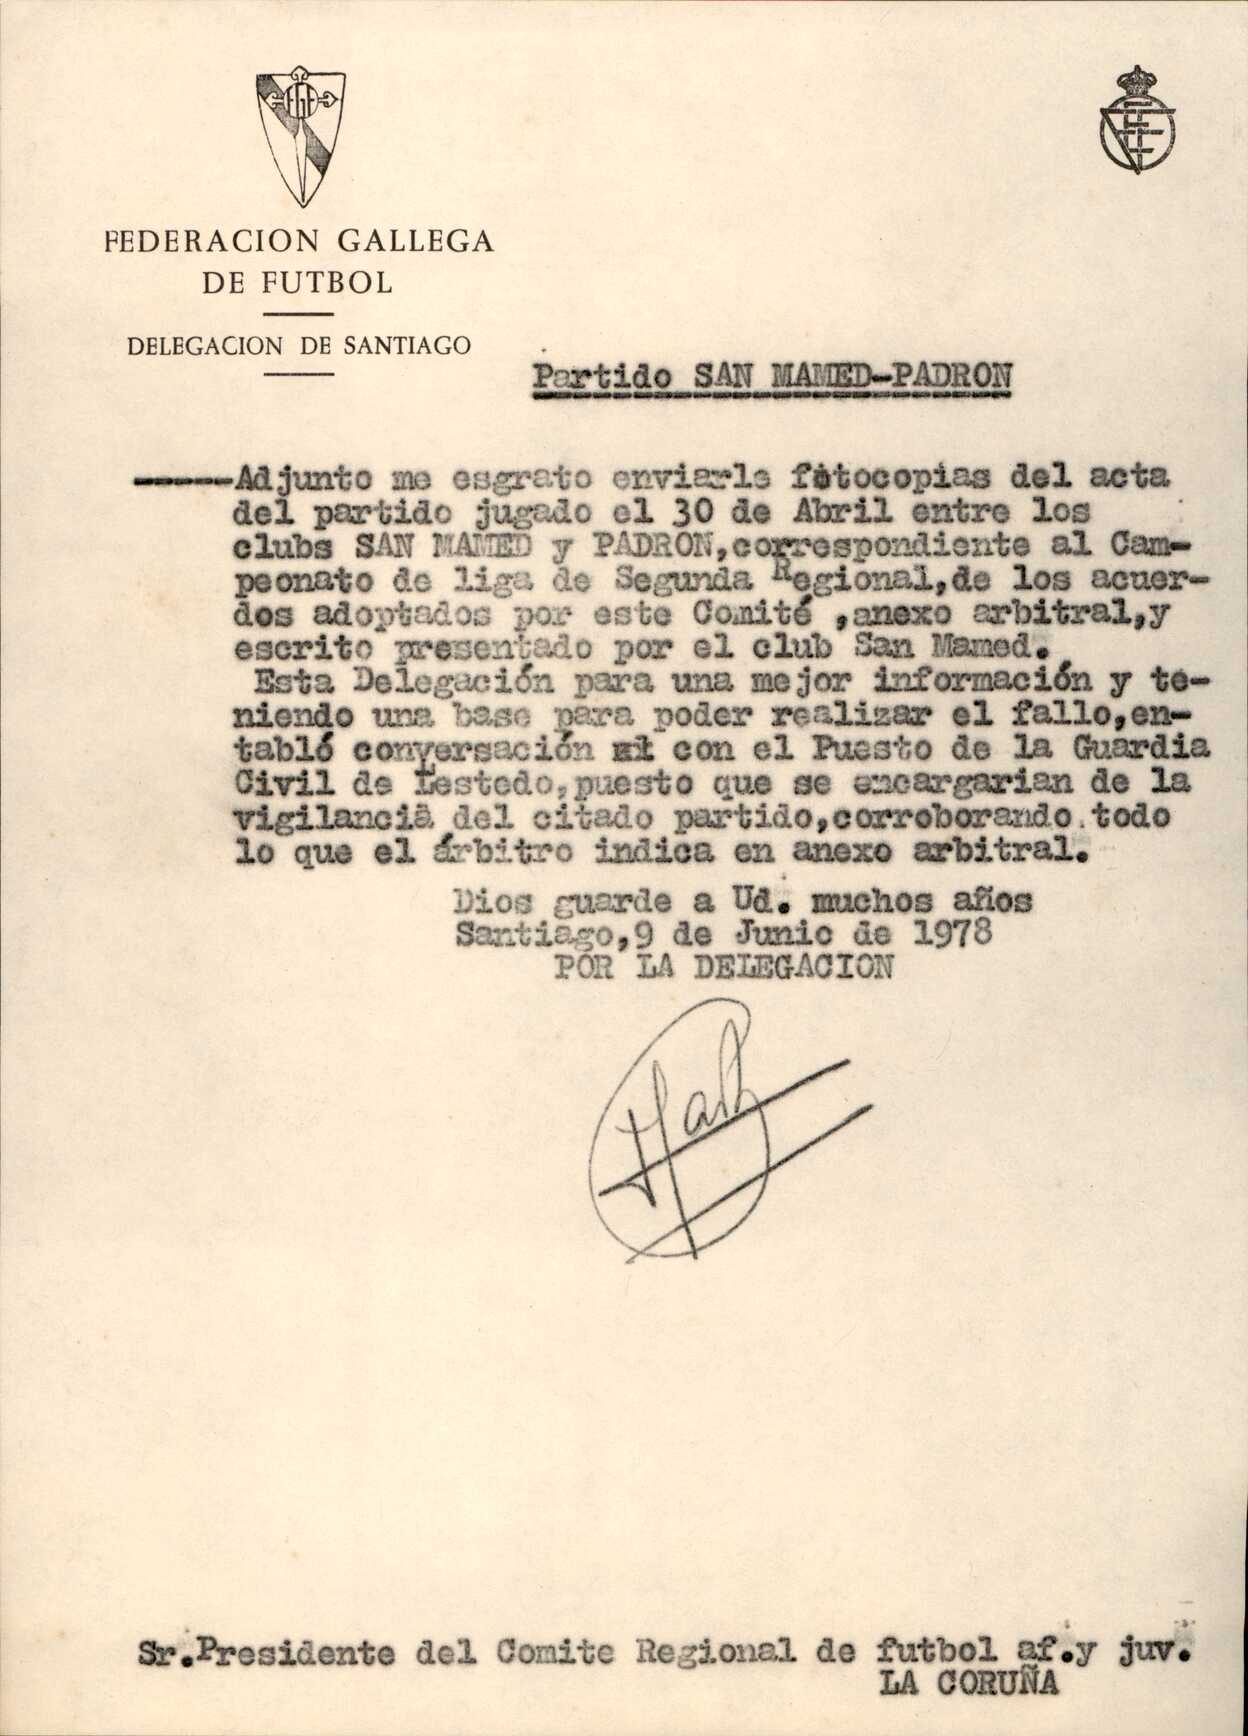 FEDERACION GALLEGA
DE FUTBOL
DELEGACION DE SANTIAGO
Partido SAN MAMED-PADRON
-----Adjunto me esgrato enviarle fotocopias del acta
del partido jugado el 30 de Abril entre los
clubs SAN MAMED y PADRON,correspondiente al Cam-
peonato de liga de Segunda Regional,de los acuer-
dos adoptados por este Comité ,anexo arbitral,y
escrito presentado por el club San Mamed.
Esta Delegación para una mejor información y te-
niendo una base para poder realizar el fallo,en-
tabló conversación con el Puesto de la Guardia
Civil de Lestedo,puesto que se encargarian de la
vigilancia del citado partido,corroborando todo
lo que el árbitro indica en anexo arbitral.
Dios guarde a Ud. muchos años
Santiago,9 de Junio de 1978
POR LA DELEGACION
Sr.Presidente del Comite Regional de futbol af.y juv.
LA CORUÑA